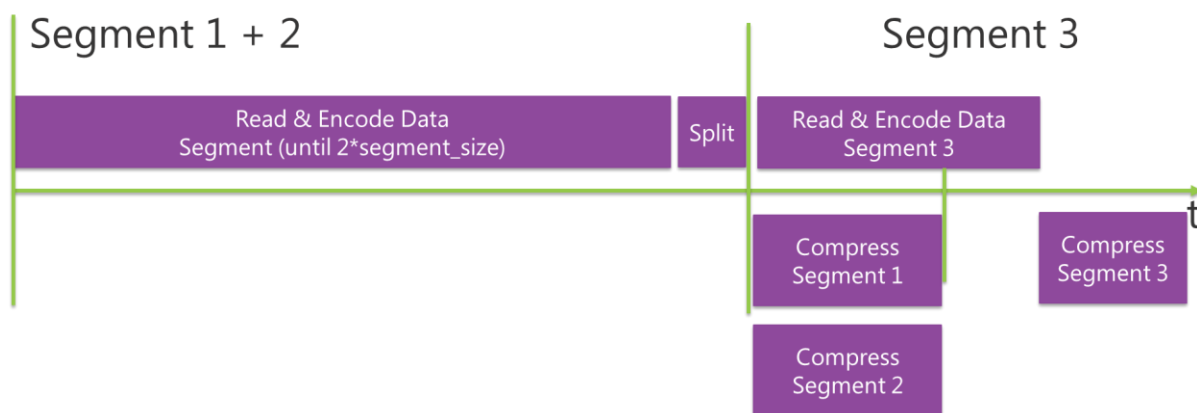 Segment 1 + 2
Segment 3
Read & Encode Data
Segment (until 2*segment_size)
Split
Read & Encode Data
Segment 3
t
Compress
Segment 1
Compress
Segment 3
Compress
Segment 2